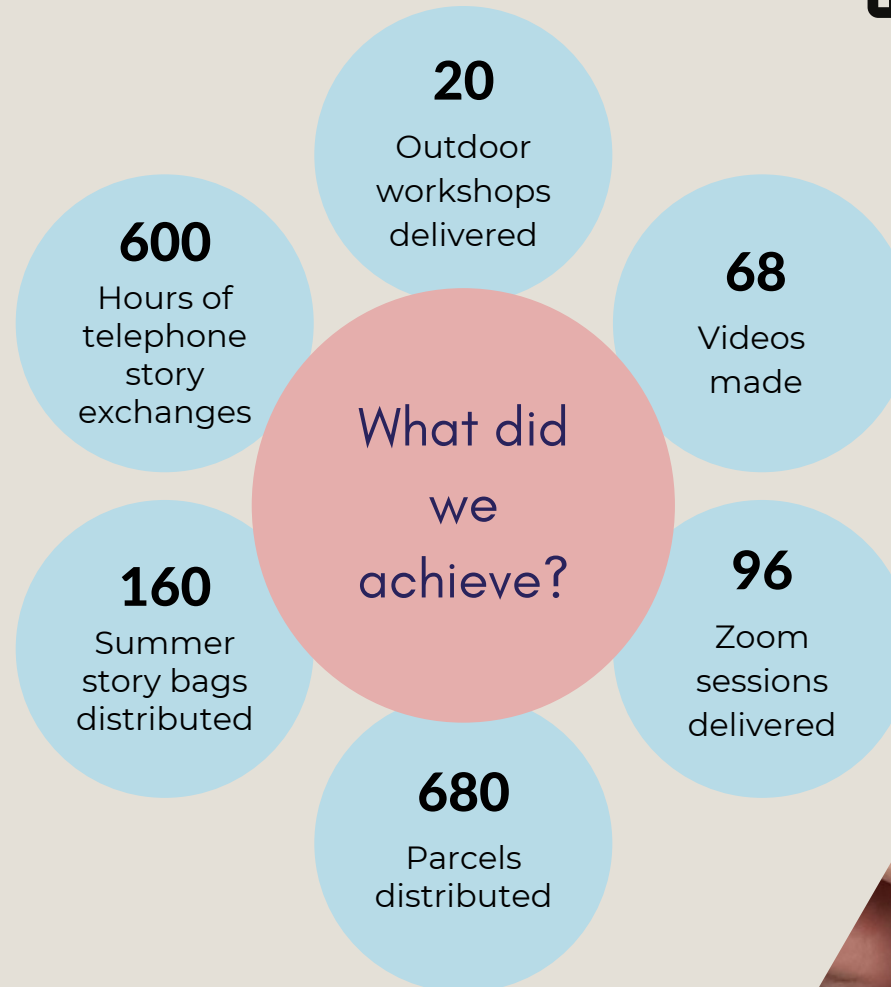 20
Outdoor
workshops
delivered
600
Hours of
telephone
story
exchanges
68
Videos
made
What did
we
achieve?
160
Summer
story bags
distributed
96
Zoom
sessions
delivered
680
Parcels
distributed